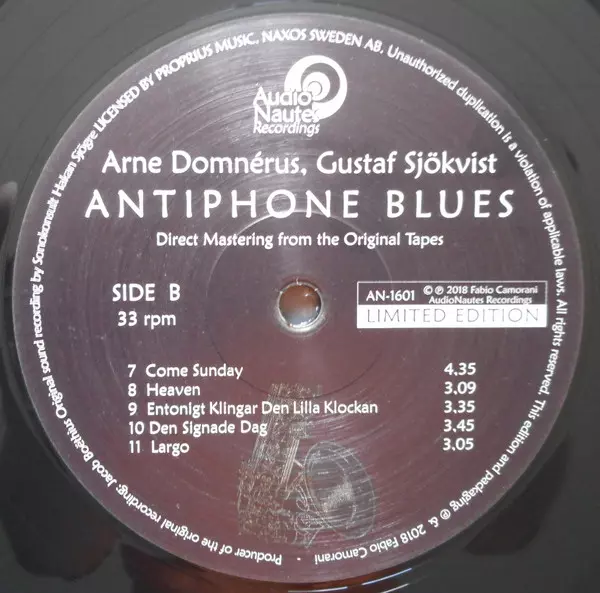 Producer of the original recording: Jacob Boëthius Original sound recording by Sonokonsult Hakan Sjögre LICENSED BY PROPRIUS MUSIC, NAXOS SWEDEN AB, Unauthorized duplication is a violation of applicable laws. All rights reserved. This edition and packaging ℗ & 2018 Fabio Camorani -
Audio
Nautes
Recordings
Arne Domnérus, Gustaf Sjökvist
ANTIPHONE BLUES
Direct Mastering from the Original Tapes
SIDE B
33 rpm
AN-1601 © ℗ 2018 Fabio Camorani
AudioNautes Recordings
LIMITED EDITION
7 Come Sunday 4.35
8 Heaven 3.09
9 Entonigt Klingar Den Lilla Klockan 3.35
10 Den Signade Dag 3.45
11 Largo 3.05